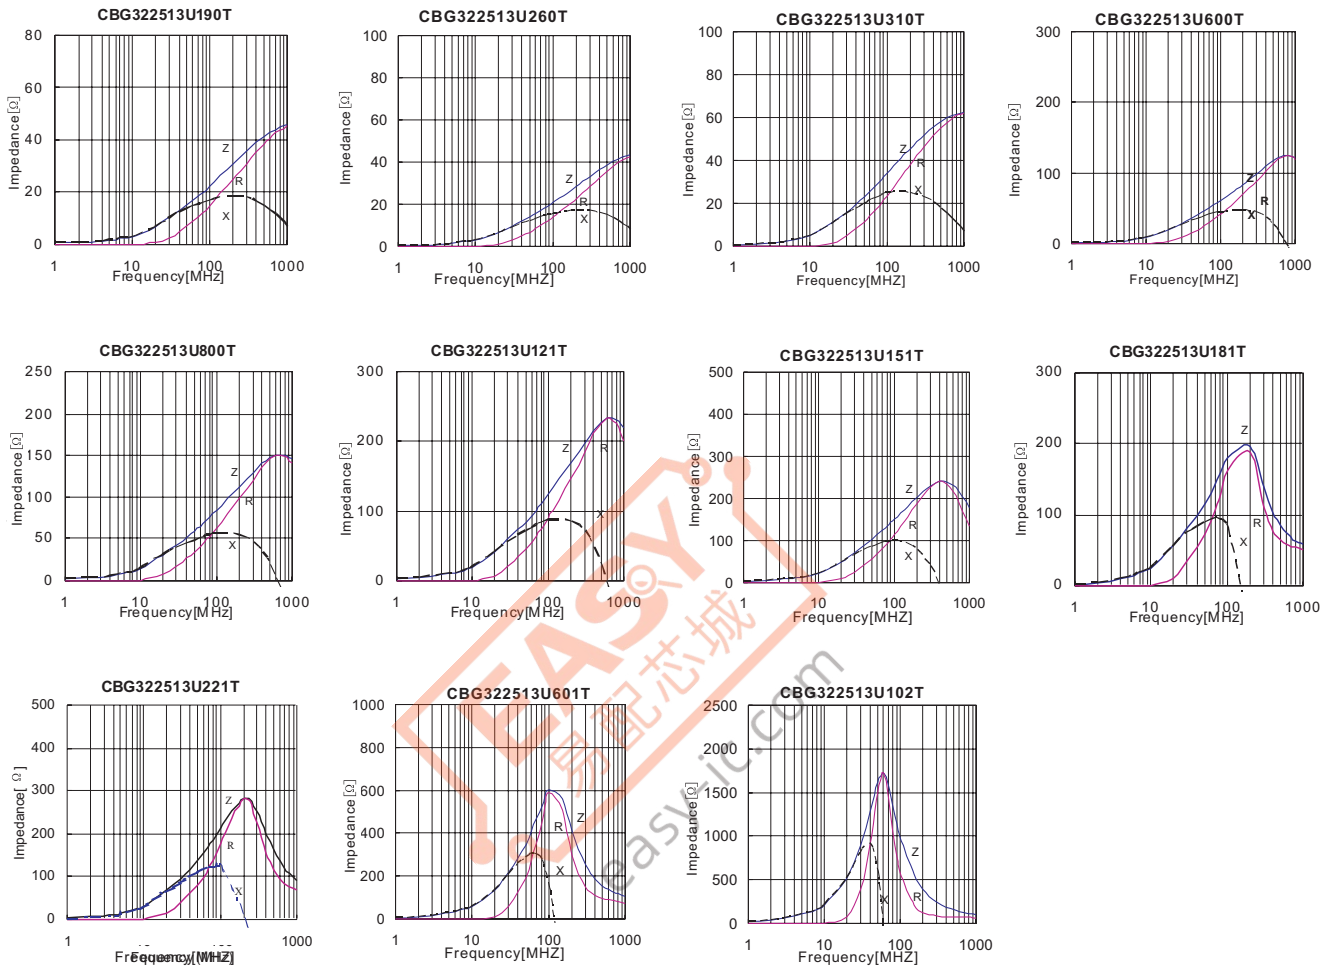 CBG322513U190T
80
60
40
20
0
Impedance[Ω]
Z
R
X
1 10 100 1000
Frequency[MHZ]
CBG322513U260T
100
80
60
40
20
0
Impedance[Ω]
Z
R
X
1 10 100 1000
Frequency[MHZ]
CBG322513U310T
100
80
60
40
20
0
Impedance[Ω]
Z
R
X
1 10 100 1000
Frequency[MHZ]
CBG322513U600T
300
200
100
0
Impedance[Ω]
Z
R
X
1 10 100 1000
Frequency[MHZ]
CBG322513U800T
250
200
150
100
50
0
Impedance[Ω]
Z
R
X
1 10 100 1000
Frequency[MHZ]
CBG322513U121T
300
200
100
0
Impedance[Ω]
Z
R
X
1 10 100 1000
Frequency[MHZ]
CBG322513U151T
500
400
300
200
100
0
Impedance[Ω]
Z
R
X
1 10 100 1000
Frequency[MHZ]
CBG322513U181T
300
200
100
0
Impedance[Ω]
Z
R
X
1 10 100 1000
Frequency[MHZ]
CBG322513U221T
500
400
300
200
100
0
Impedance[ Ω]
Z
R
X
1 10 100 1000
Frequency[MHZ]
CBG322513U601T
1000
800
600
400
200
0
Impedance[Ω]
R
Z
X
1 10 100 1000
Frequency[MHZ]
CBG322513U102T
2500
2000
1500
1000
500
0
Impedance[Ω]
Z
X
R
1 10 100 1000
Frequency[MHZ]
EASY
易配芯城
easy-ic.com